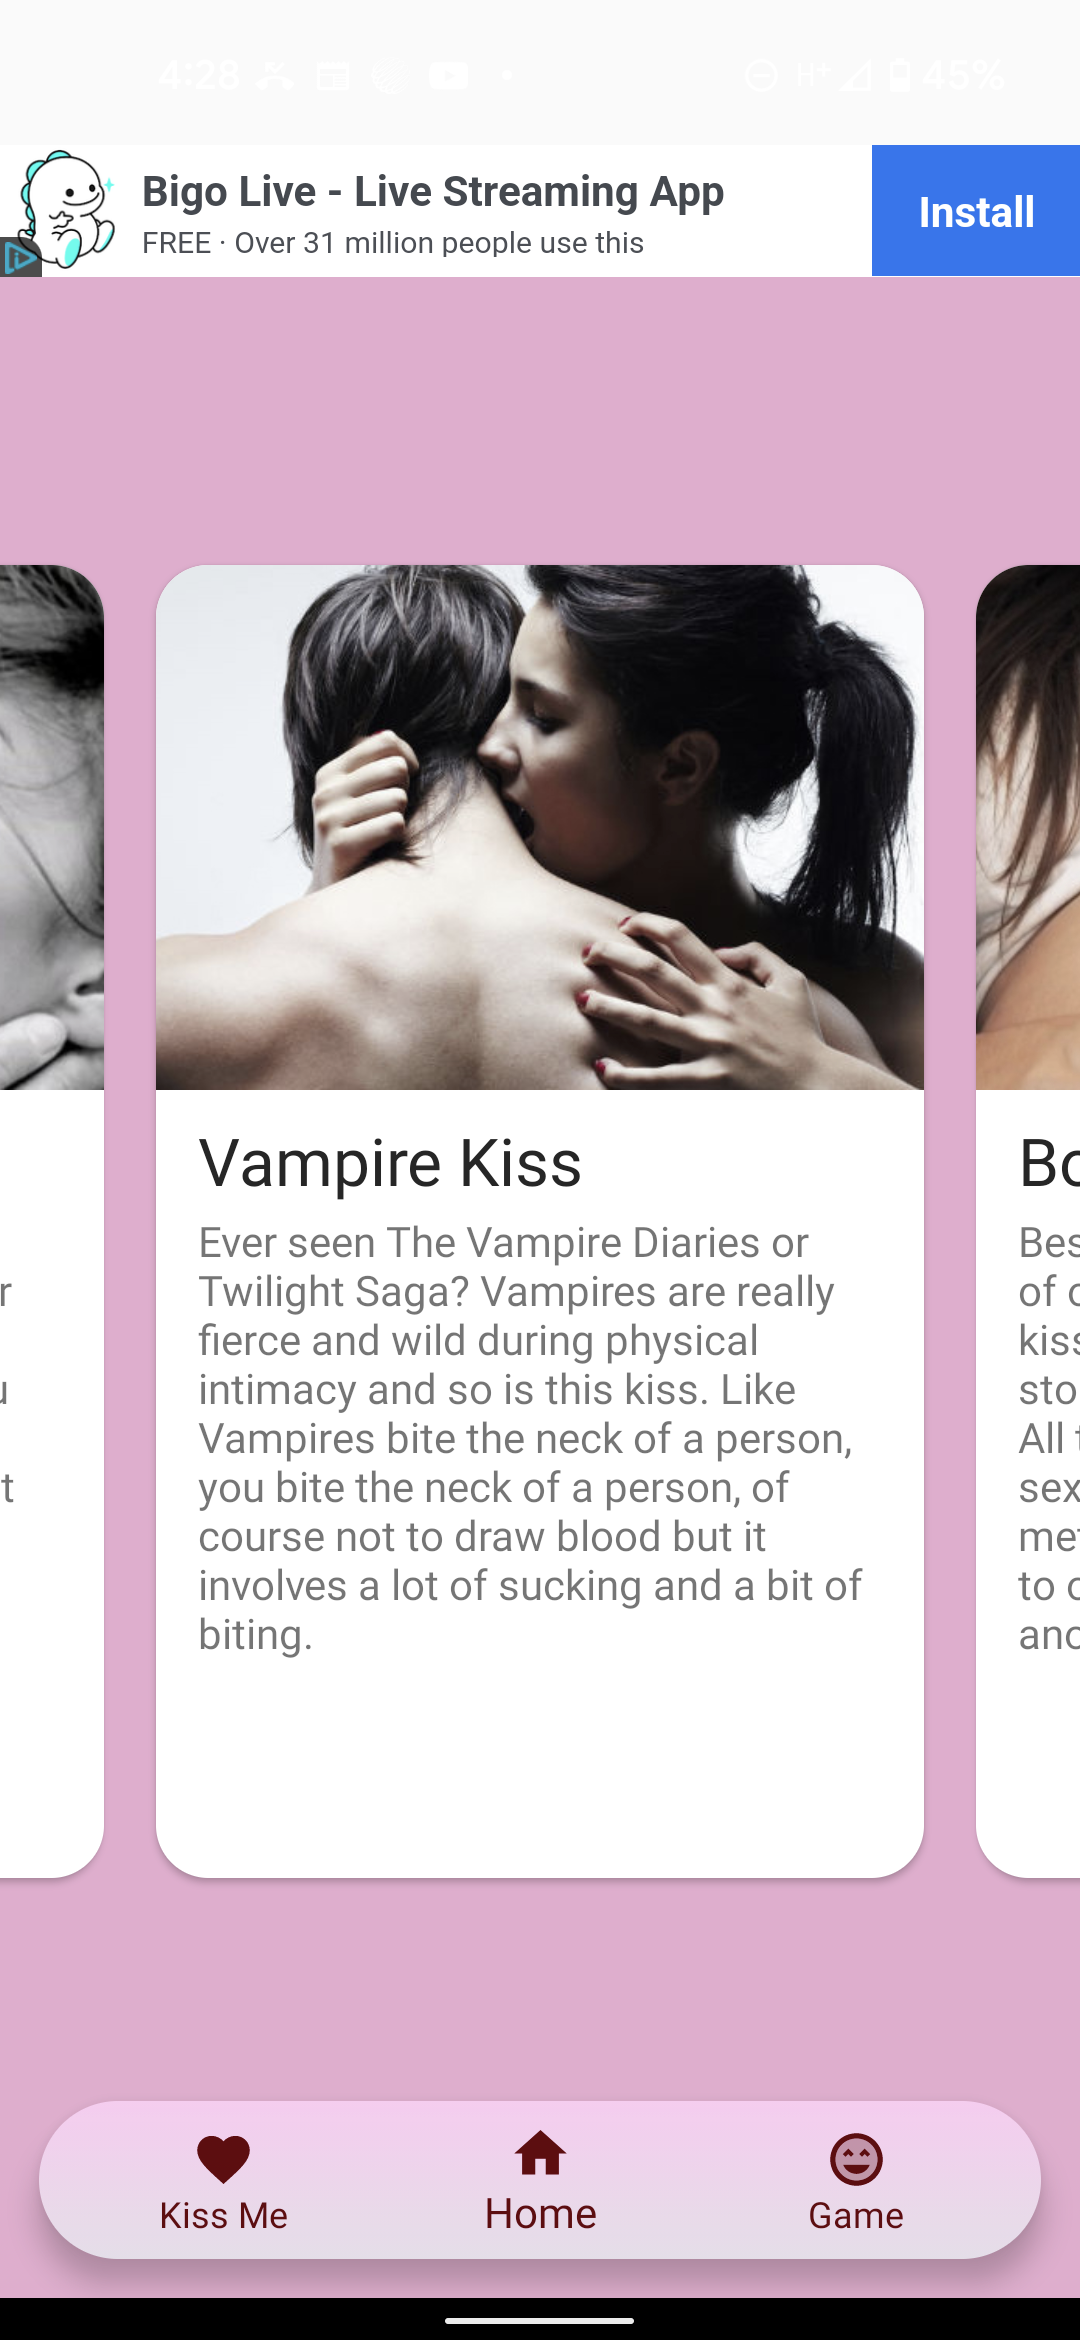 4:28
H+
45%
Bigo Live - Live Streaming App
FREE · Over 31 million people use this
Install
Vampire Kiss
Ever seen The Vampire Diaries or
Twilight Saga? Vampires are really
fierce and wild during physical
intimacy and so is this kiss. Like
Vampires bite the neck of a person,
you bite the neck of a person, of
course not to draw blood but it
involves a lot of sucking and a bit of
biting.
r
t
Bo
Bes
of
kiss
sto
All
sex
me
to
Kiss Me
Home
Game